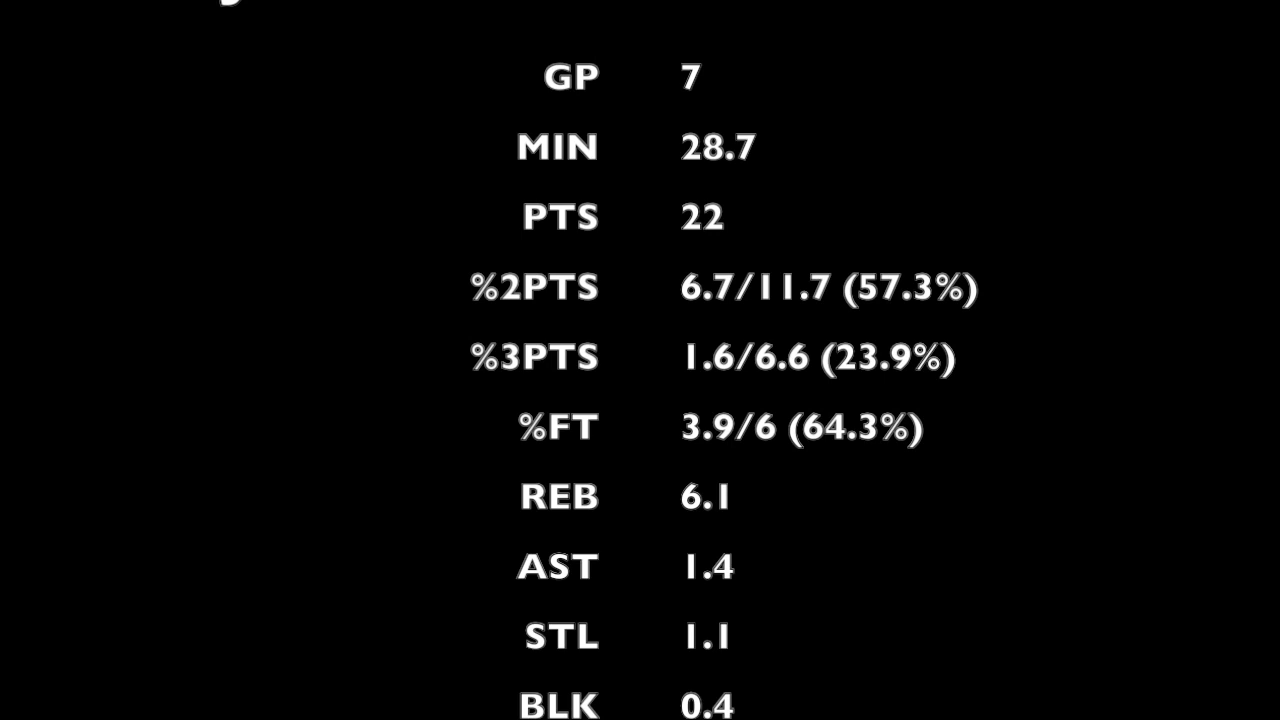 GP 7
MIN 28.7
PTS 22
%2PTS 6.7/11.7 (57.3%)
%3PTS 1.6/6.6 (23.9%)
%FT 3.9/6 (64.3%)
REB 6.1
AST 1.4
STL 1.1
BLK 0.4